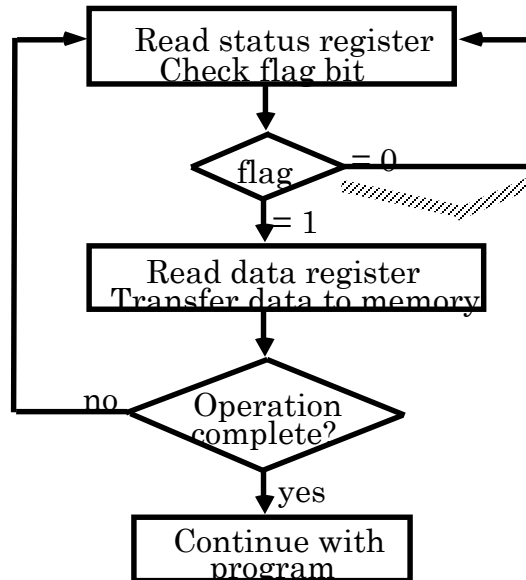 Read status register
Check flag bit
flag
= 0
= 1
Read data register
Transfer data to memory
no
Operation
complete?
yes
Continue with
program